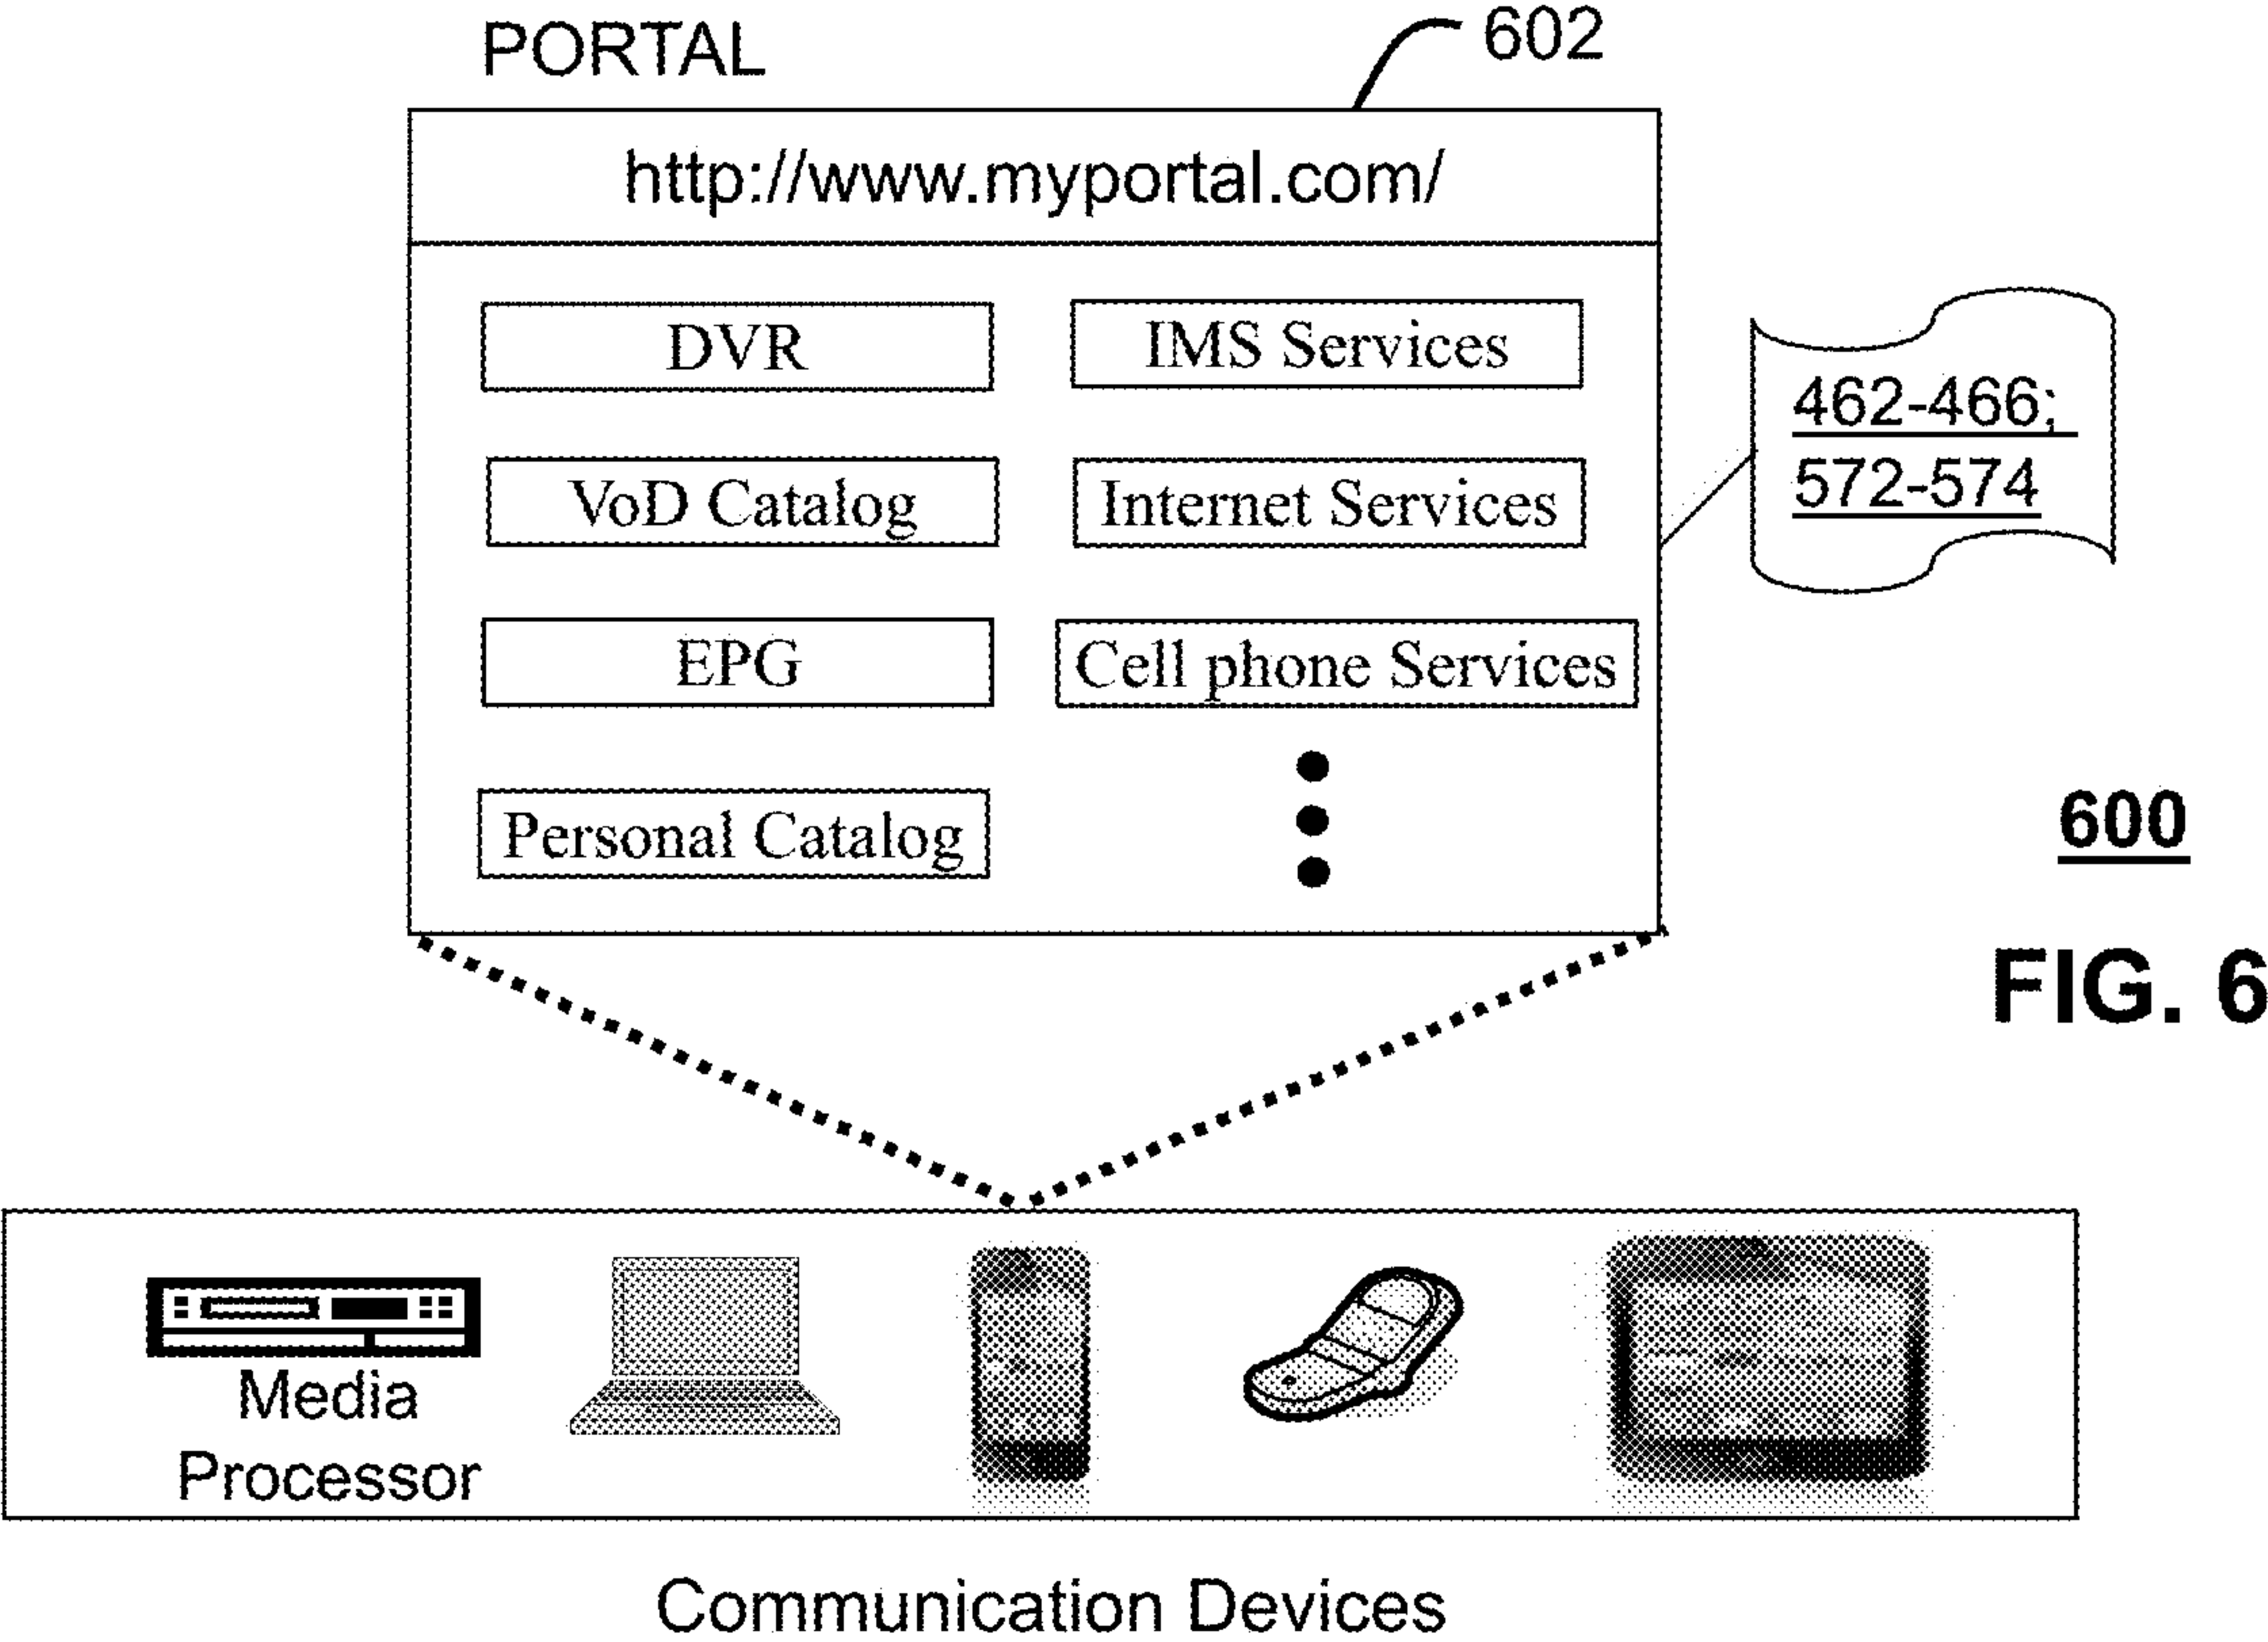 PORTAL
602
http://www.myportal.com/
DVR
IMS Services
VoD Catalog
Internet Services
EPG
Cell phone Services
Personal Catalog
462-466;
572-574
600
FIG. 6
Media
Processor
Communication Devices